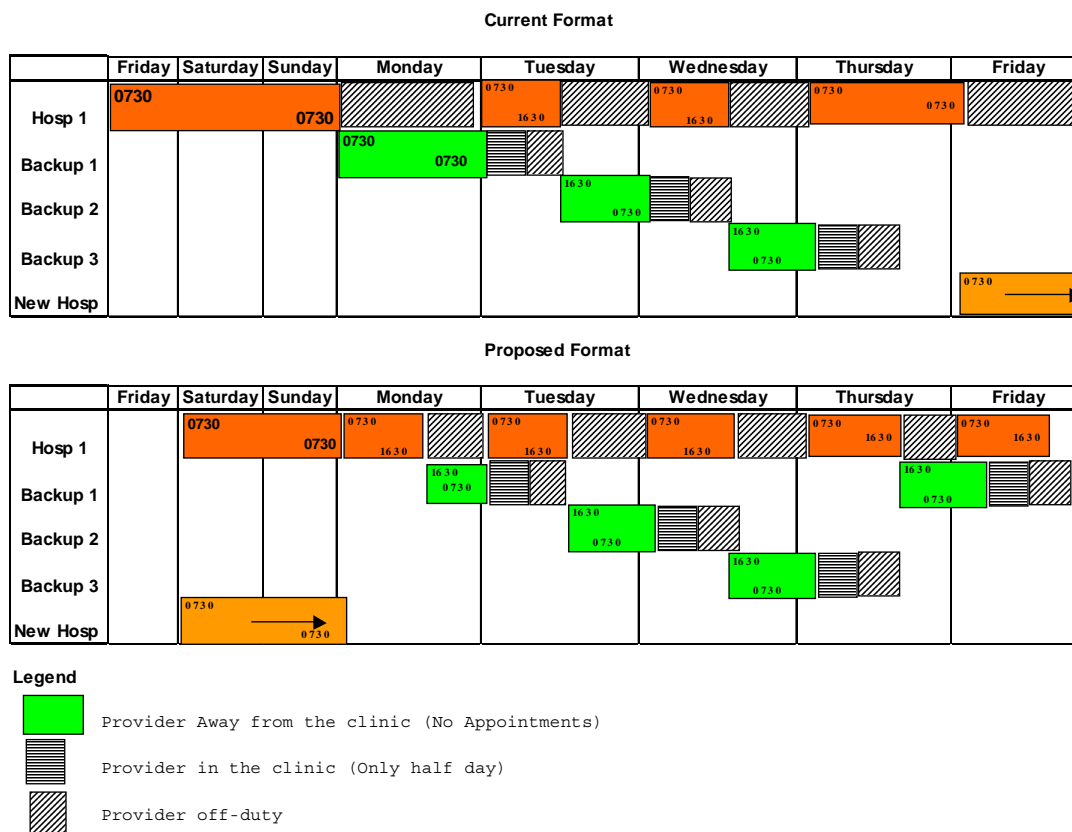 Current Format
Friday Saturday Sunday Monday Tuesday Wednesday Thursday Friday
Hosp 1 0730 0730 0730 1630 0730 1630 0730 0730
Backup 1 0730 0730
Backup 2 1630 0730
Backup 3 1630 0730
New Hosp 0730
Proposed Format
Friday Saturday Sunday Monday Tuesday Wednesday Thursday Friday
Hosp 1 0730 0730 0730 1630 0730 1630 0730 1630 0730 1630 0730 1630
Backup 1 1630 0730 1630 0730
Backup 2 1630 0730
Backup 3 1630 0730
New Hosp 0730 0730
Legend
Provider Away from the clinic (No Appointments)
Provider in the clinic (Only half day)
Provider off-duty